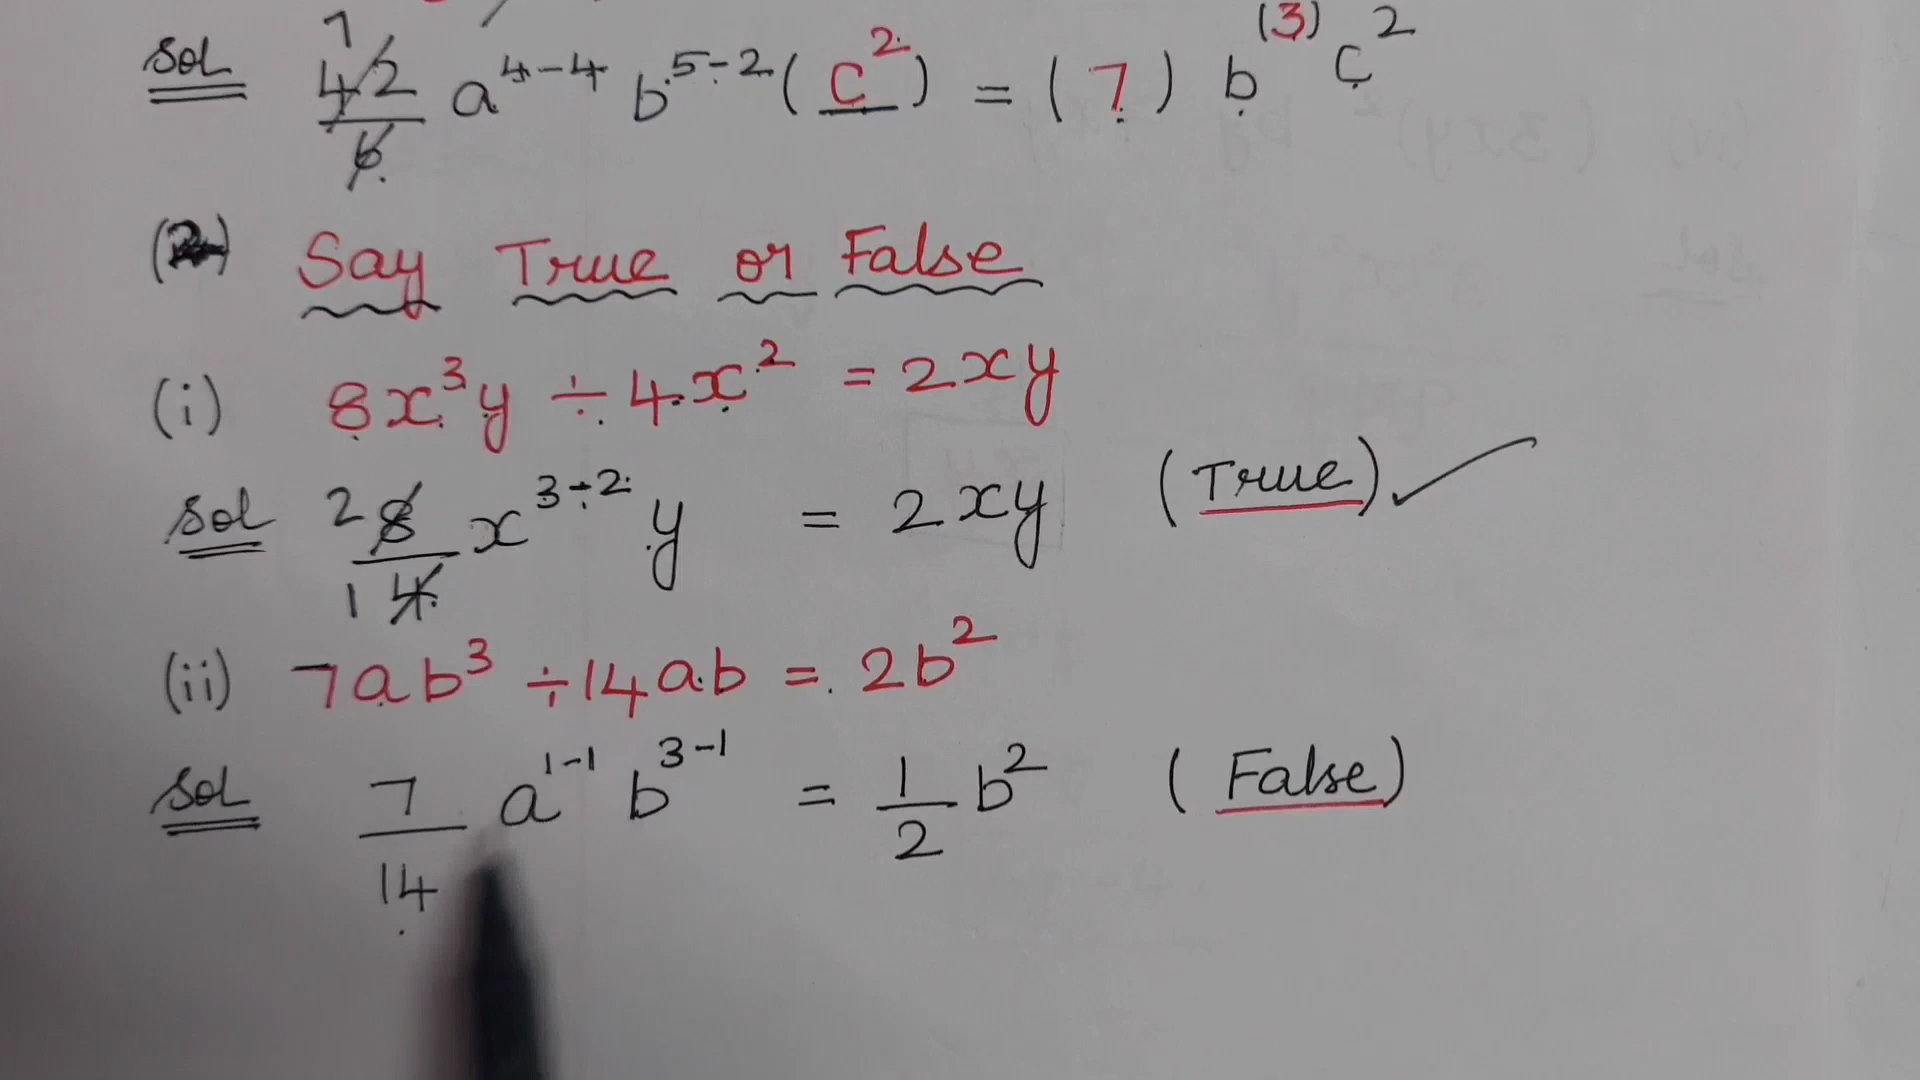 Sol 7 42/6 a^4-4 b^5-2 (c^2) = (7) b^(3) c^2
(2) Say True or False
(i) 8x^3y ÷ 4x^2 = 2xy
Sol 2 8/4 1 x^3-2 y = 2xy (True) ✓
(ii) 7ab^3 ÷ 14ab = 2b^2
Sol 7/14 a^1-1 b^3-1 = 1/2 b^2 (False)